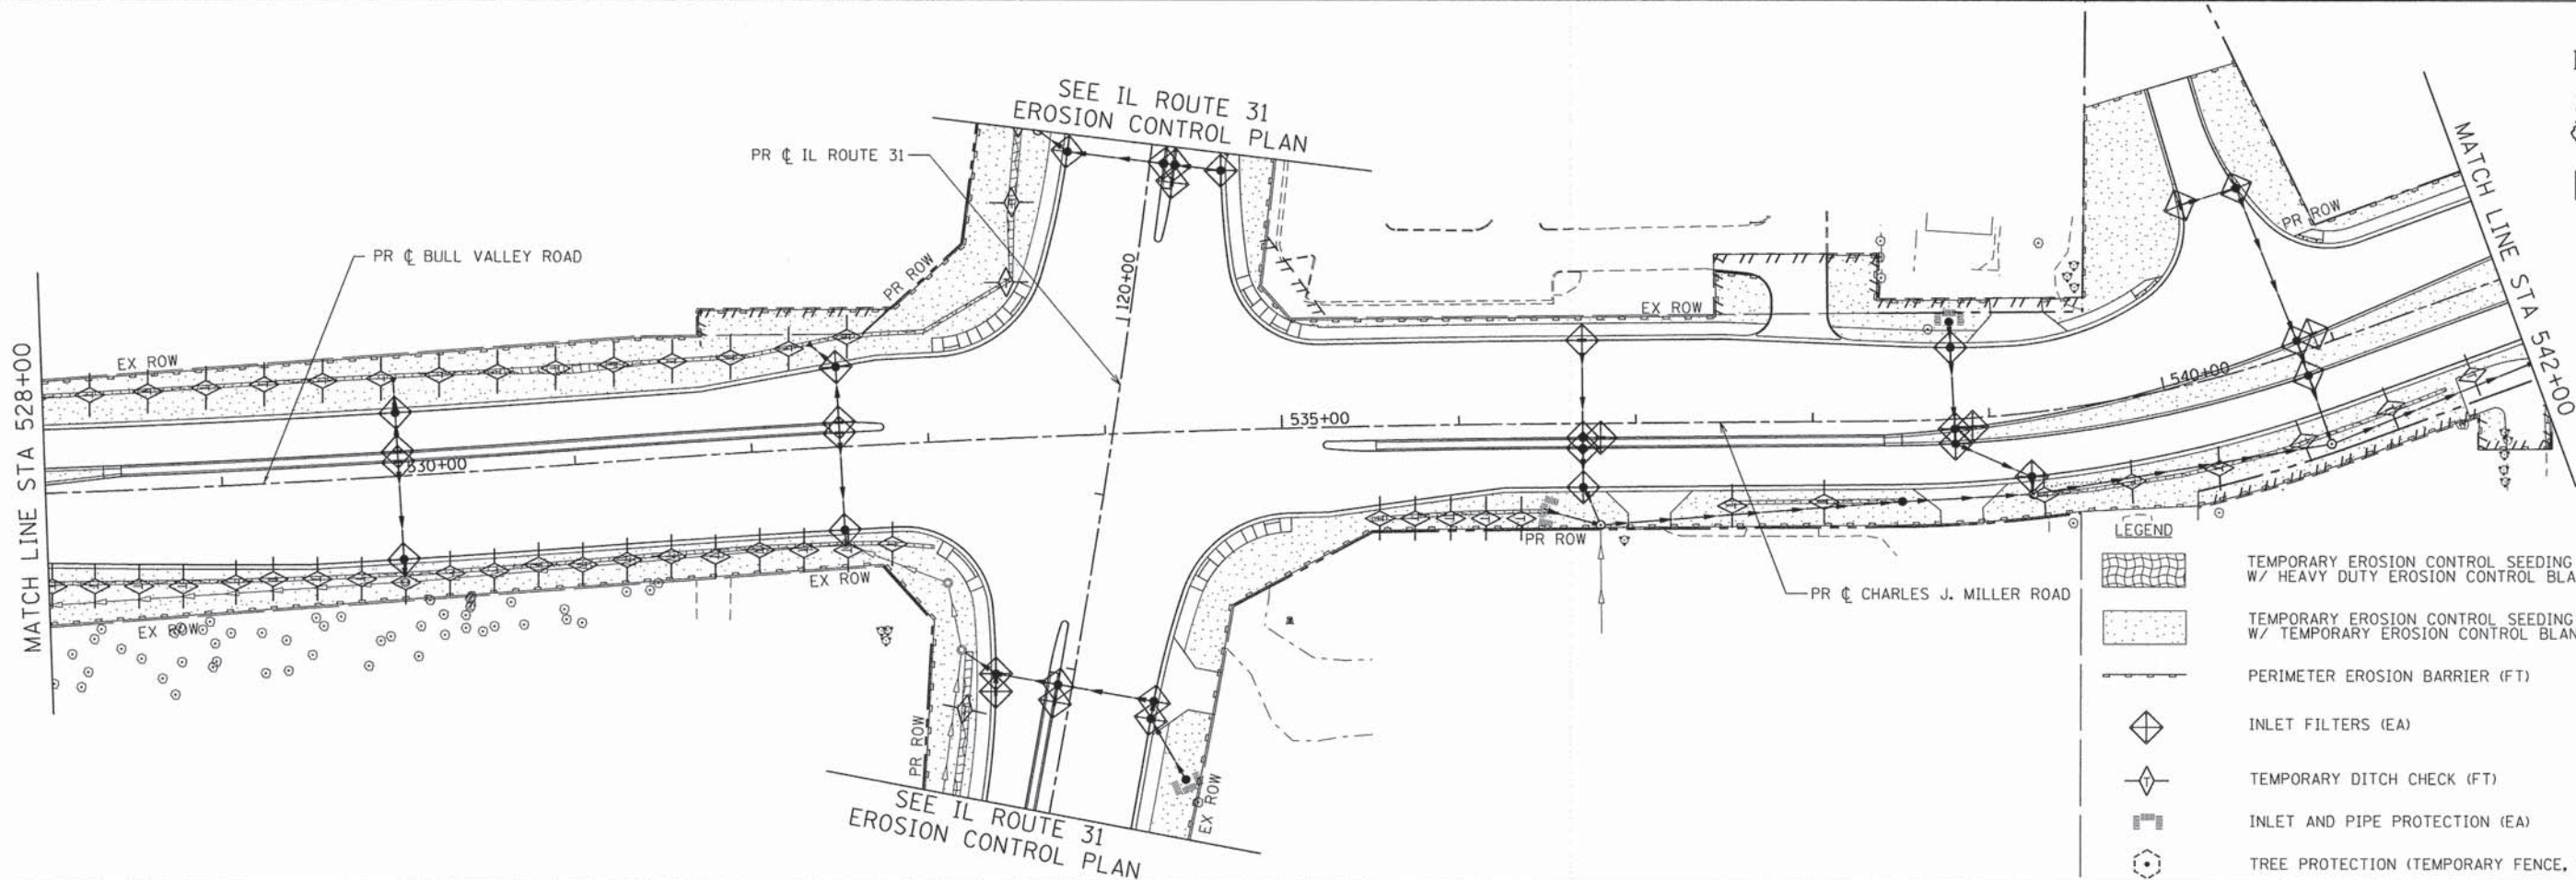 SEE IL ROUTE 31
EROSION CONTROL PLAN
PR ℄ IL ROUTE 31
PR ℄ BULL VALLEY ROAD
PR ROW
120+00
EX ROW
PR ROW
MATCH LINE STA 542+00
EX ROW
MATCH LINE STA 528+00
530+00
535+00
540+00
EX ROW
EX ROW
PR ROW
PR ℄ CHARLES J. MILLER ROAD
PR ROW
EX ROW
SEE IL ROUTE 31
EROSION CONTROL PLAN
LEGEND
TEMPORARY EROSION CONTROL SEEDING
W/ HEAVY DUTY EROSION CONTROL BLA
TEMPORARY EROSION CONTROL SEEDING
W/ TEMPORARY EROSION CONTROL BLAN
PERIMETER EROSION BARRIER (FT)
INLET FILTERS (EA)
T
TEMPORARY DITCH CHECK (FT)
INLET AND PIPE PROTECTION (EA)
TREE PROTECTION (TEMPORARY FENCE,